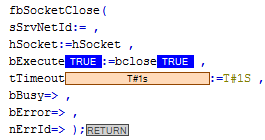 fbSocketClose(
sSrvNetId:= ,
hSocket:=hSocket ,
bExecute TRUE :=bclose TRUE ,
tTimeout T#1s :=T#1S ,
bBusy=> ,
bError=> ,
nErrId=> ); RETURN